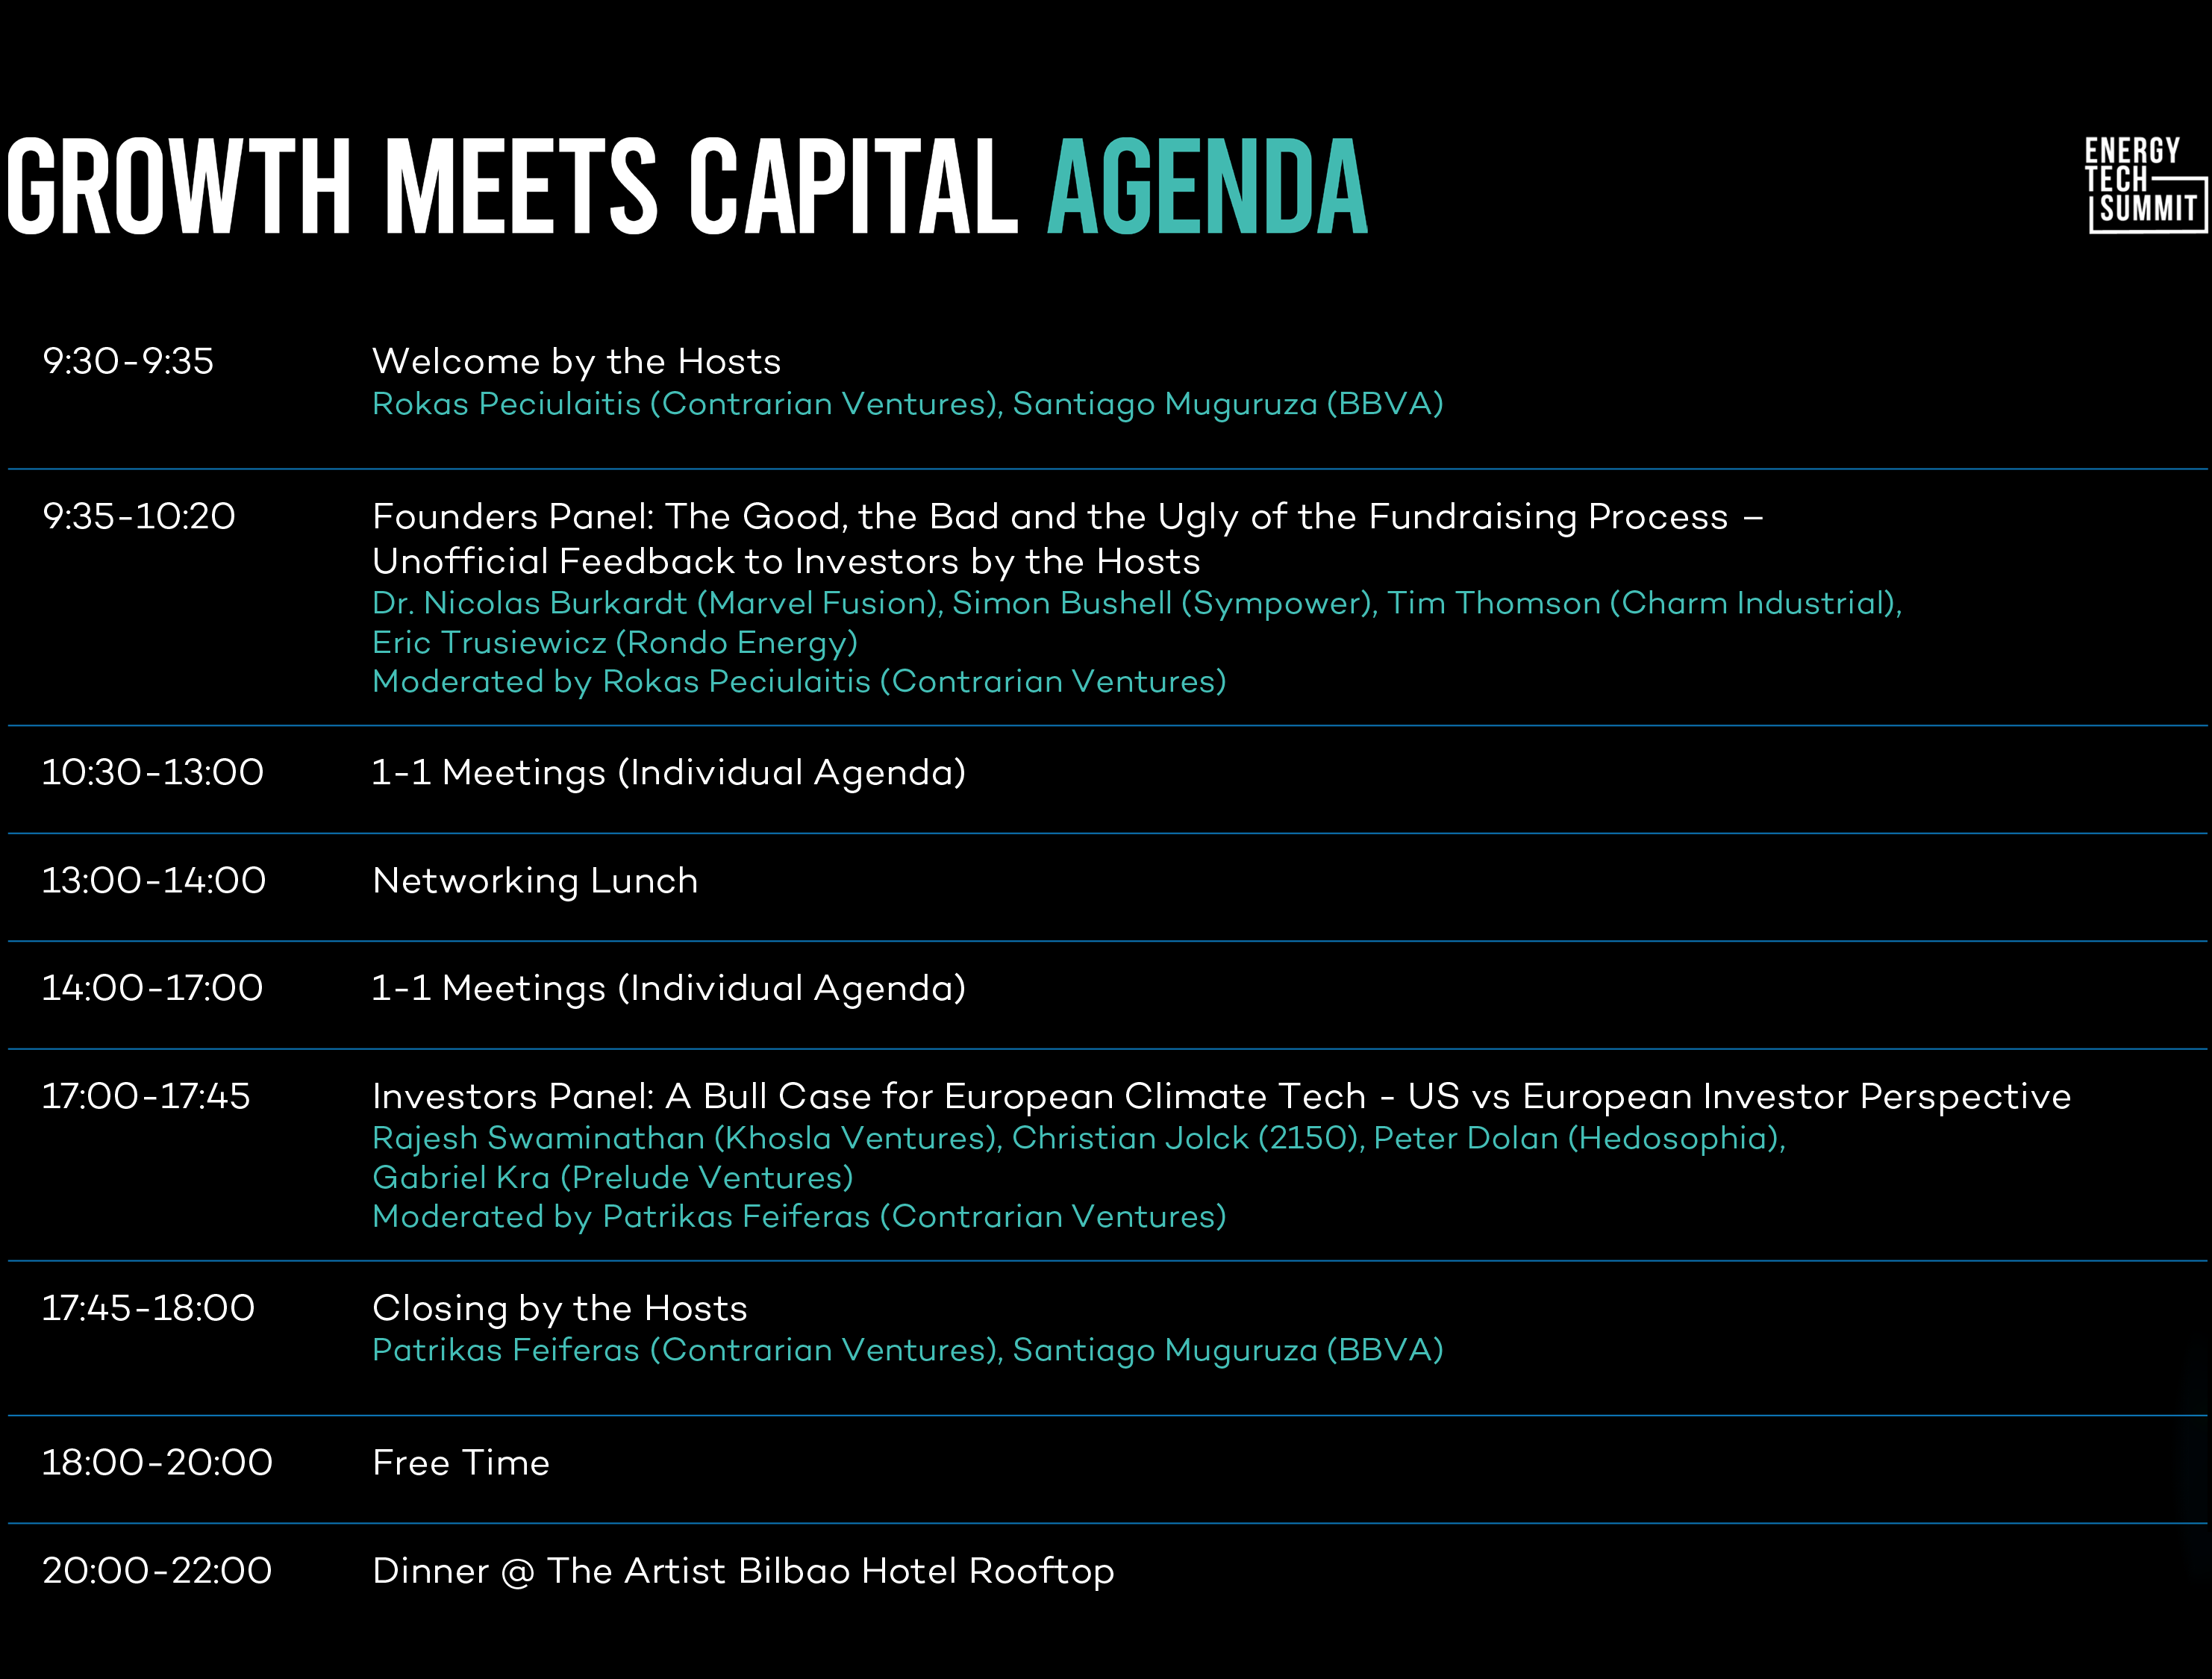 GROWTH MEETS CAPITAL AGENDA
ENERGY
TECH
SUMMIT
9:30-9:35
Welcome by the Hosts
Rokas Peciulaitis (Contrarian Ventures), Santiago Muguruza (BBVA)
9:35-10:20
Founders Panel: The Good, the Bad and the Ugly of the Fundraising Process –
Unofficial Feedback to Investors by the Hosts
Dr. Nicolas Burkardt (Marvel Fusion), Simon Bushell (Sympower), Tim Thomson (Charm Industrial),
Eric Trusiewicz (Rondo Energy)
Moderated by Rokas Peciulaitis (Contrarian Ventures)
10:30-13:00
1-1 Meetings (Individual Agenda)
13:00-14:00
Networking Lunch
14:00-17:00
1-1 Meetings (Individual Agenda)
17:00-17:45
Investors Panel: A Bull Case for European Climate Tech - US vs European Investor Perspective
Rajesh Swaminathan (Khosla Ventures), Christian Jolck (2150), Peter Dolan (Hedosophia),
Gabriel Kra (Prelude Ventures)
Moderated by Patrikas Feiferas (Contrarian Ventures)
17:45-18:00
Closing by the Hosts
Patrikas Feiferas (Contrarian Ventures), Santiago Muguruza (BBVA)
18:00-20:00
Free Time
20:00-22:00
Dinner @ The Artist Bilbao Hotel Rooftop